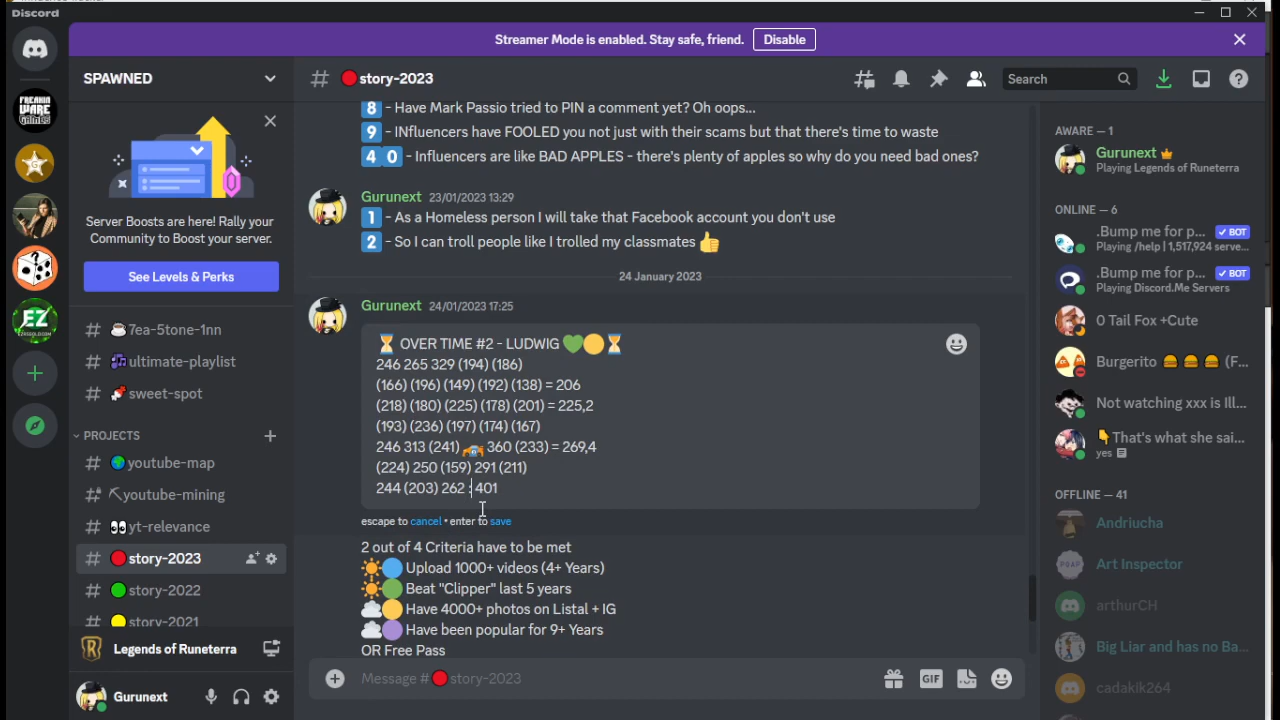 Discord
Streamer Mode is enabled. Stay safe, friend. Disable
SPAWNED
Server Boosts are here! Rally your
Community to Boost your server.
See Levels & Perks
# 7ea-5tone-1nn
# ultimate-playlist
# sweet-spot
PROJECTS
# youtube-map
# youtube-mining
# yt-relevance
# story-2023
# story-2022
# story-2021
Legends of Runeterra
Gurunext
FREAKIN
WARE
GAMES
EZ
# story-2023
Search
8 - Have Mark Passio tried to PIN a comment yet? Oh oops...
9 - INfluencers have FOOLED you not just with their scams but that there's time to waste
4 0 - Influencers are like BAD APPLES - there's plenty of apples so why do you need bad ones?
Gurunext 23/01/2023 13:29
1 - As a Homeless person I will take that Facebook account you don't use
2 - So I can troll people like I trolled my classmates 👍
24 January 2023
Gurunext 24/01/2023 17:25
⏳ OVER TIME #2 - LUDWIG 💚🟡⏳
246 265 329 (194) (186)
(166) (196) (149) (192) (138) = 206
(218) (180) (225) (178) (201) = 225,2
(193) (236) (197) (174) (167)
246 313 (241) 360 (233) = 269,4
(224) 250 (159) 291 (211)
244 (203) 262 : 401
escape to cancel • enter to save
2 out of 4 Criteria have to be met
☀️🔵 Upload 1000+ videos (4+ Years)
☀️🟢 Beat "Clipper" last 5 years
☁️🟡 Have 4000+ photos on Listal + IG
☁️🟣 Have been popular for 9+ Years
OR Free Pass
Message # 🔴story-2023
GIF
AWARE — 1
Gurunext
Playing Legends of Runeterra
ONLINE — 6
.Bump me for p... ✓ BOT
Playing /help | 1,517,924 serve...
.Bump me for p... ✓ BOT
Playing Discord.Me Servers
0 Tail Fox +Cute
Burgerito 🍔 🍔 🍔 (F...
Not watching xxx is Ill...
👇That's what she sai...
yes
OFFLINE — 41
Andriucha
Art Inspector
arthurCH
Big Liar and has no Ba...
cadakik264